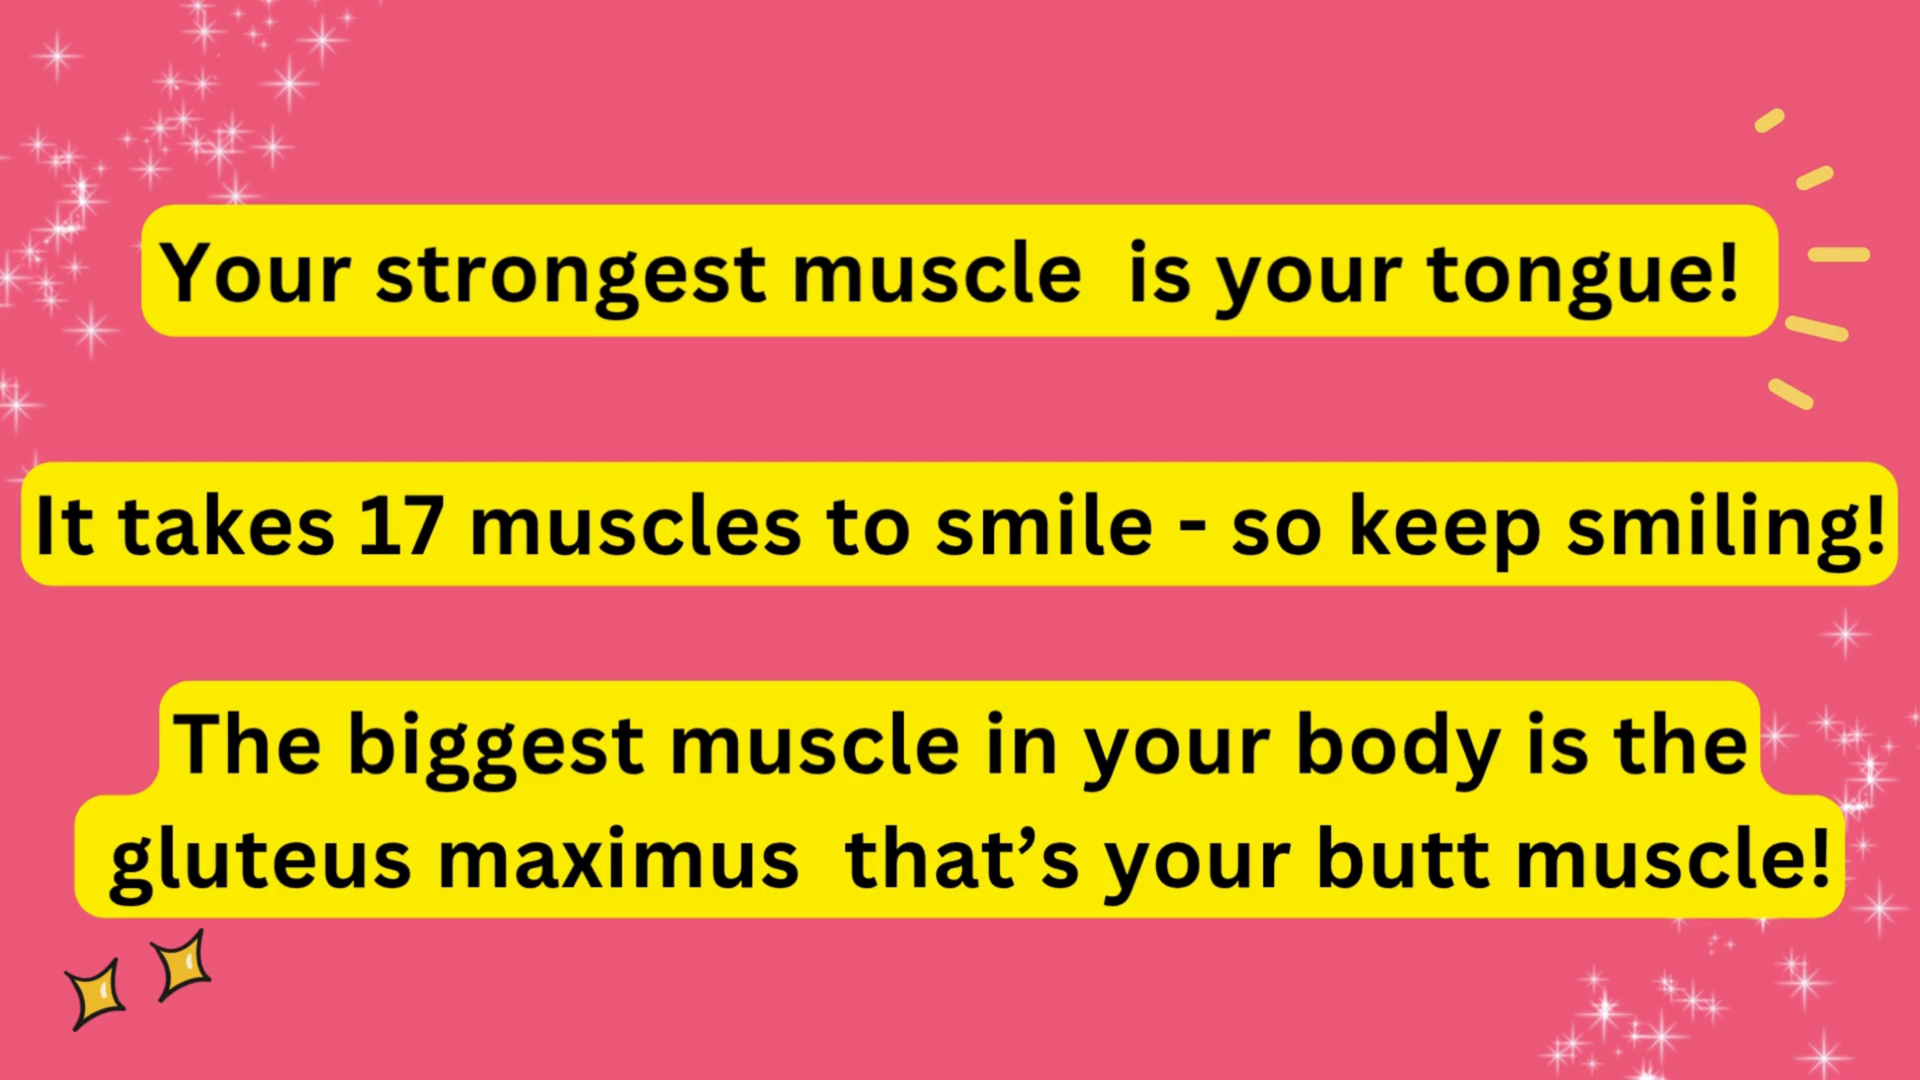 Your strongest muscle is your tongue!
It takes 17 muscles to smile - so keep smiling!
The biggest muscle in your body is the
gluteus maximus that’s your butt muscle!